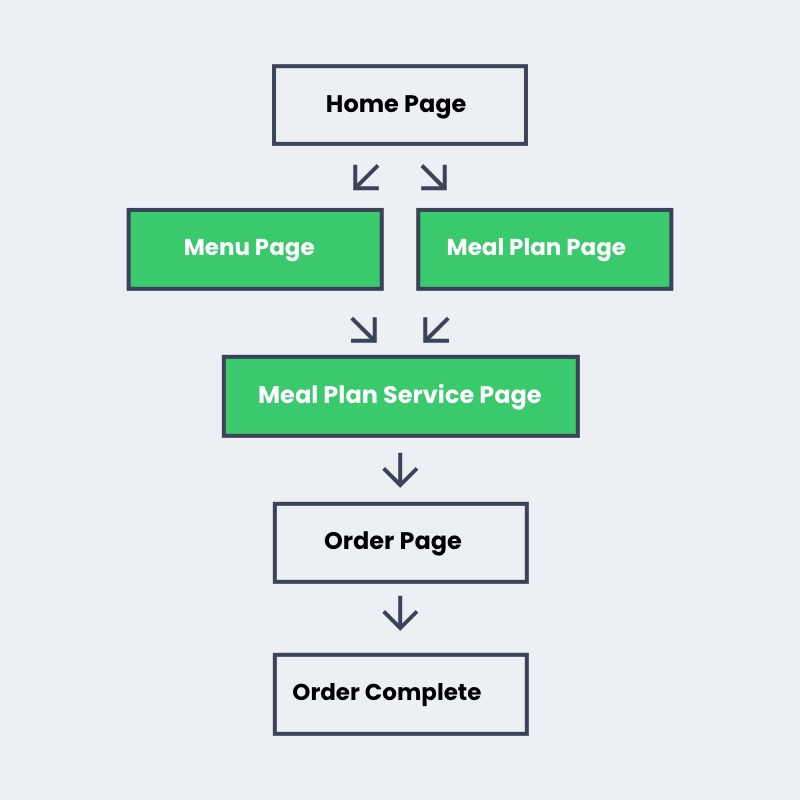 Home Page
Menu Page
Meal Plan Page
Meal Plan Service Page
Order Page
Order Complete